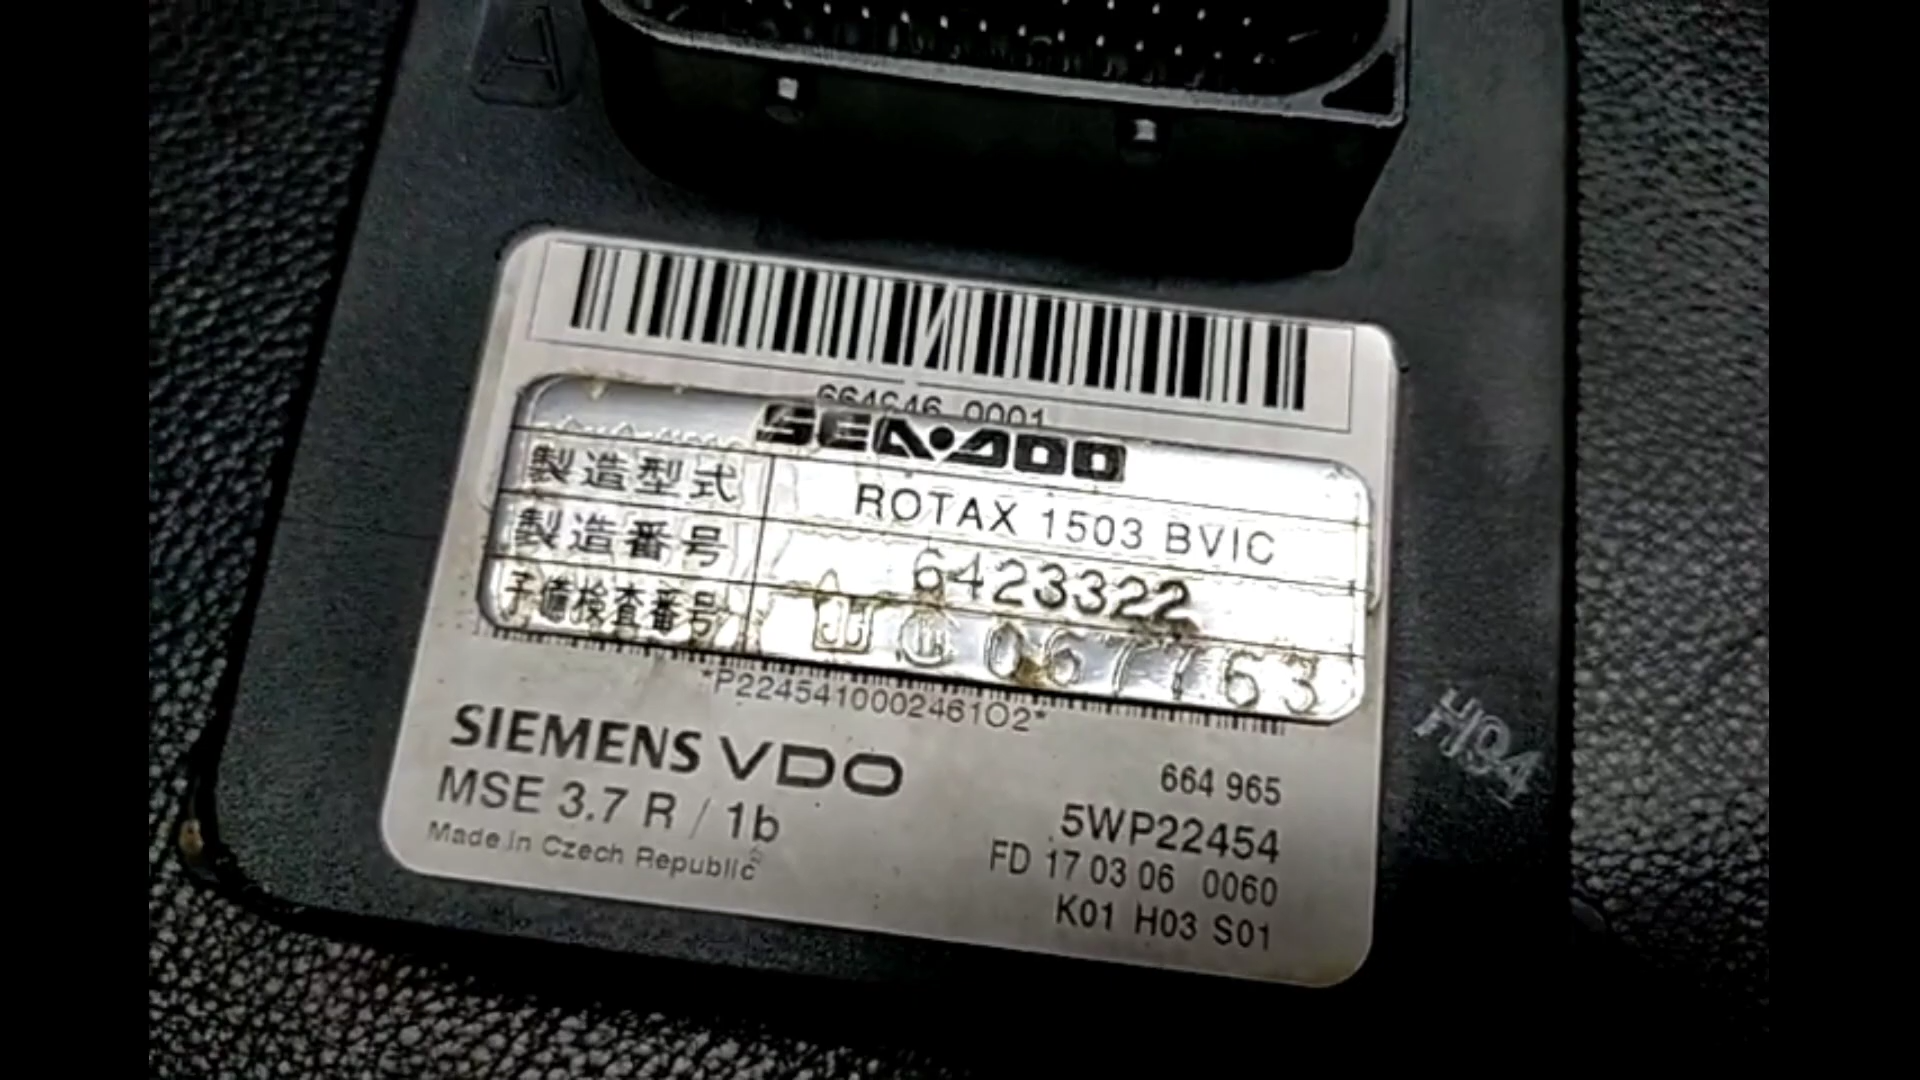 A
664646 0001
SEA•DOO
製造型式 ROTAX 1503 BVIC
製造番号 6423322
予備検査番号 067763
*P2245410002461O2*
SIEMENS VDO
MSE 3.7 R / 1b
Made in Czech Republic
664 965
5WP22454
FD 17 03 06 0060
K01 H03 S01
H94